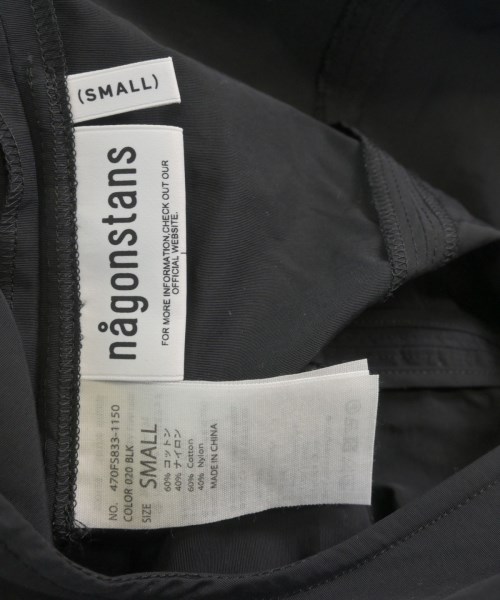 (SMALL)
någonstans
FOR MORE INFORMATION,CHECK OUT OUR
OFFICIAL WEBSITE.
NO. 470FS833-1150
COLOR 020 BLK
SIZE SMALL
60% コットン
40% ナイロン
60% Cotton
40% Nylon
MADE IN CHINA